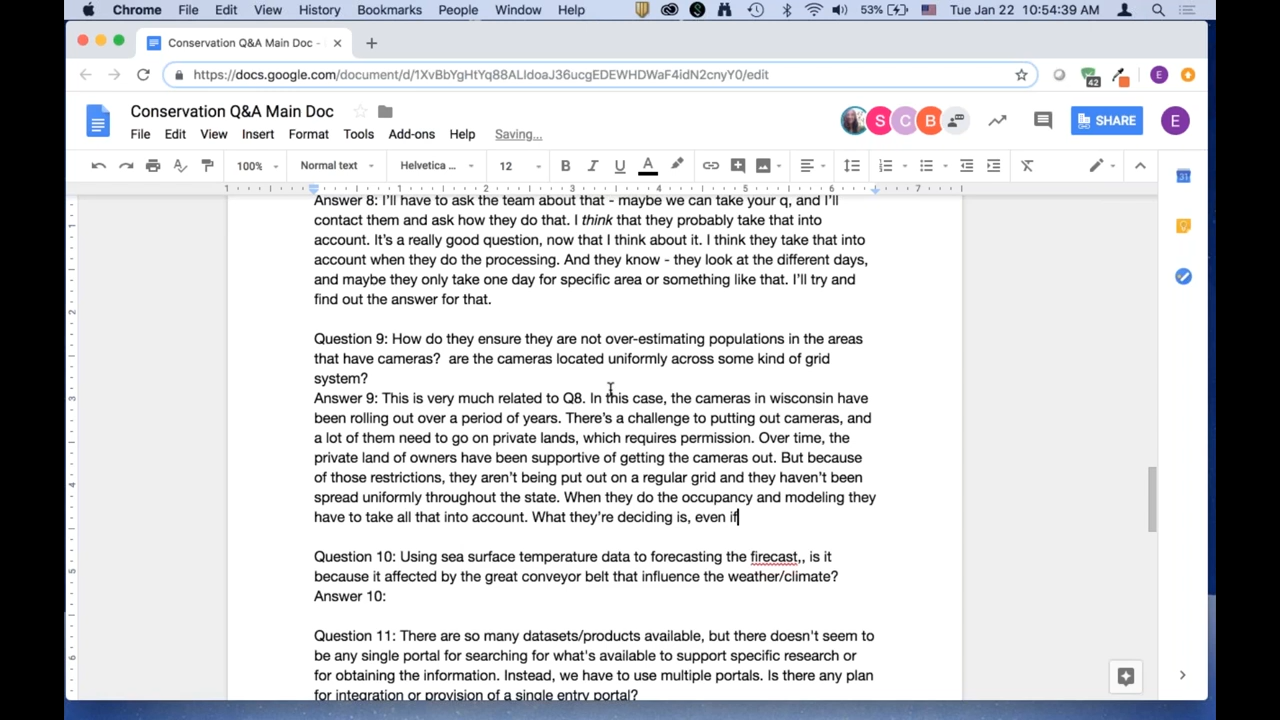 Chrome File Edit View History Bookmarks People Window Help 53% Tue Jan 22 10:54:39 AM
Conservation Q&A Main Doc -
https://docs.google.com/document/d/1XvBbYgHtYq88ALldoaJ36ucgEDEWHDWaF4idN2cnyY0/edit
42
E
Conservation Q&A Main Doc
S C B
SHARE
E
File Edit View Insert Format Tools Add-ons Help Saving...
100% Normal text Helvetica ... 12 B I U A
1 1 2 3 4 5 6 7
Answer 8: I'll have to ask the team about that - maybe we can take your q, and I'll
contact them and ask how they do that. I think that they probably take that into
account. It's a really good question, now that I think about it. I think they take that into
account when they do the processing. And they know - they look at the different days,
and maybe they only take one day for specific area or something like that. I'll try and
find out the answer for that.
Question 9: How do they ensure they are not over-estimating populations in the areas
that have cameras?  are the cameras located uniformly across some kind of grid
system?
Answer 9: This is very much related to Q8. In this case, the cameras in wisconsin have
been rolling out over a period of years. There's a challenge to putting out cameras, and
a lot of them need to go on private lands, which requires permission. Over time, the
private land of owners have been supportive of getting the cameras out. But because
of those restrictions, they aren't being put out on a regular grid and they haven't been
spread uniformly throughout the state. When they do the occupancy and modeling they
have to take all that into account. What they're deciding is, even if
Question 10: Using sea surface temperature data to forecasting the firecast,, is it
because it affected by the great conveyor belt that influence the weather/climate?
Answer 10:
Question 11: There are so many datasets/products available, but there doesn't seem to
be any single portal for searching for what's available to support specific research or
for obtaining the information. Instead, we have to use multiple portals. Is there any plan
for integration or provision of a single entry portal?
1
2
3
4
5
6
31